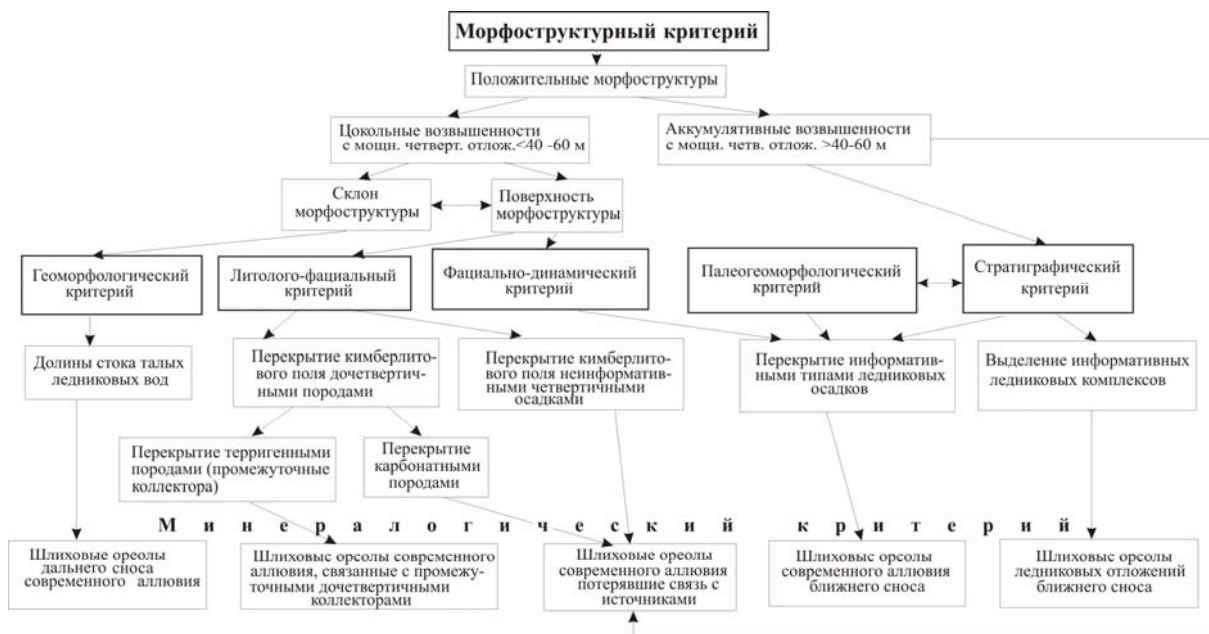 Морфоструктурный критерий
Положительные морфоструктуры
Цокольные возвышенности
с мощн. четверт. отлож.<40 -60 м
Аккумулятивные возвышенности
с мощн. четв. отлож. >40-60 м
Склон
морфоструктуры
Поверхность
морфоструктуры
Геоморфологический
критерий
Литолого-фациальный
критерий
Фациально-динамический
критерий
Палеогеоморфологический
критерий
Стратиграфический
критерий
Долины стока талых
ледниковых вод
Перекрытие кимберлито-
вого поля дочетвертич-
ными породами
Перекрытие кимберлито-
вого поля неинформатив-
ными четвертичными
осадками
Перекрытие информатив-
ными типами ледниковых
осадков
Выделение информативных
ледниковых комплексов
Перекрытие терригенными
породами (промежуточные
коллектора)
Перекрытие
карбонатными
породами
Минералогический критерий
Шлиховые ореолы
дальнего сноса
современного аллювия
Шлиховые ореолы современного
аллювия, связанные с промежу-
точными дочетвертичными
коллекторами
Шлиховые ореолы
современного аллювия
потерявшие связь с
источниками
Шлиховые ореолы
современного аллювия
ближнего сноса
Шлиховые ореолы
ледниковых отложений
ближнего сноса